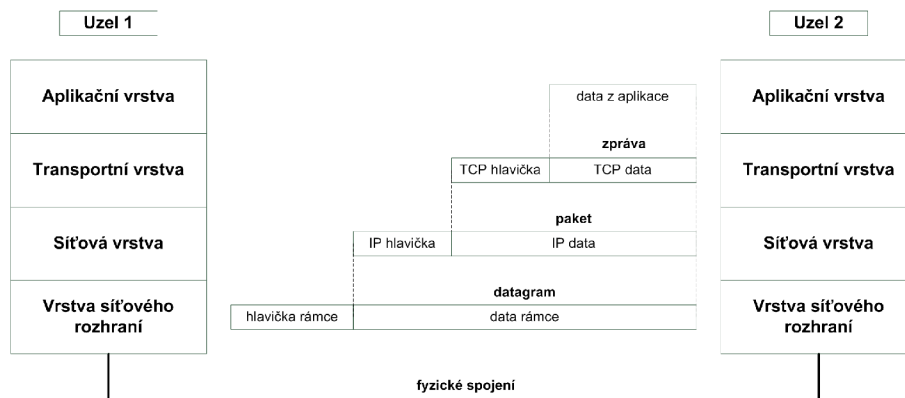 Uzel 1
Uzel 2
Aplikační vrstva
data z aplikace
Aplikační vrstva
zpráva
Transportní vrstva
TCP hlavička
TCP data
Transportní vrstva
paket
Síťová vrstva
IP hlavička
IP data
Síťová vrstva
datagram
Vrstva síťového
rozhraní
hlavička rámce
data rámce
Vrstva síťového
rozhraní
fyzické spojení